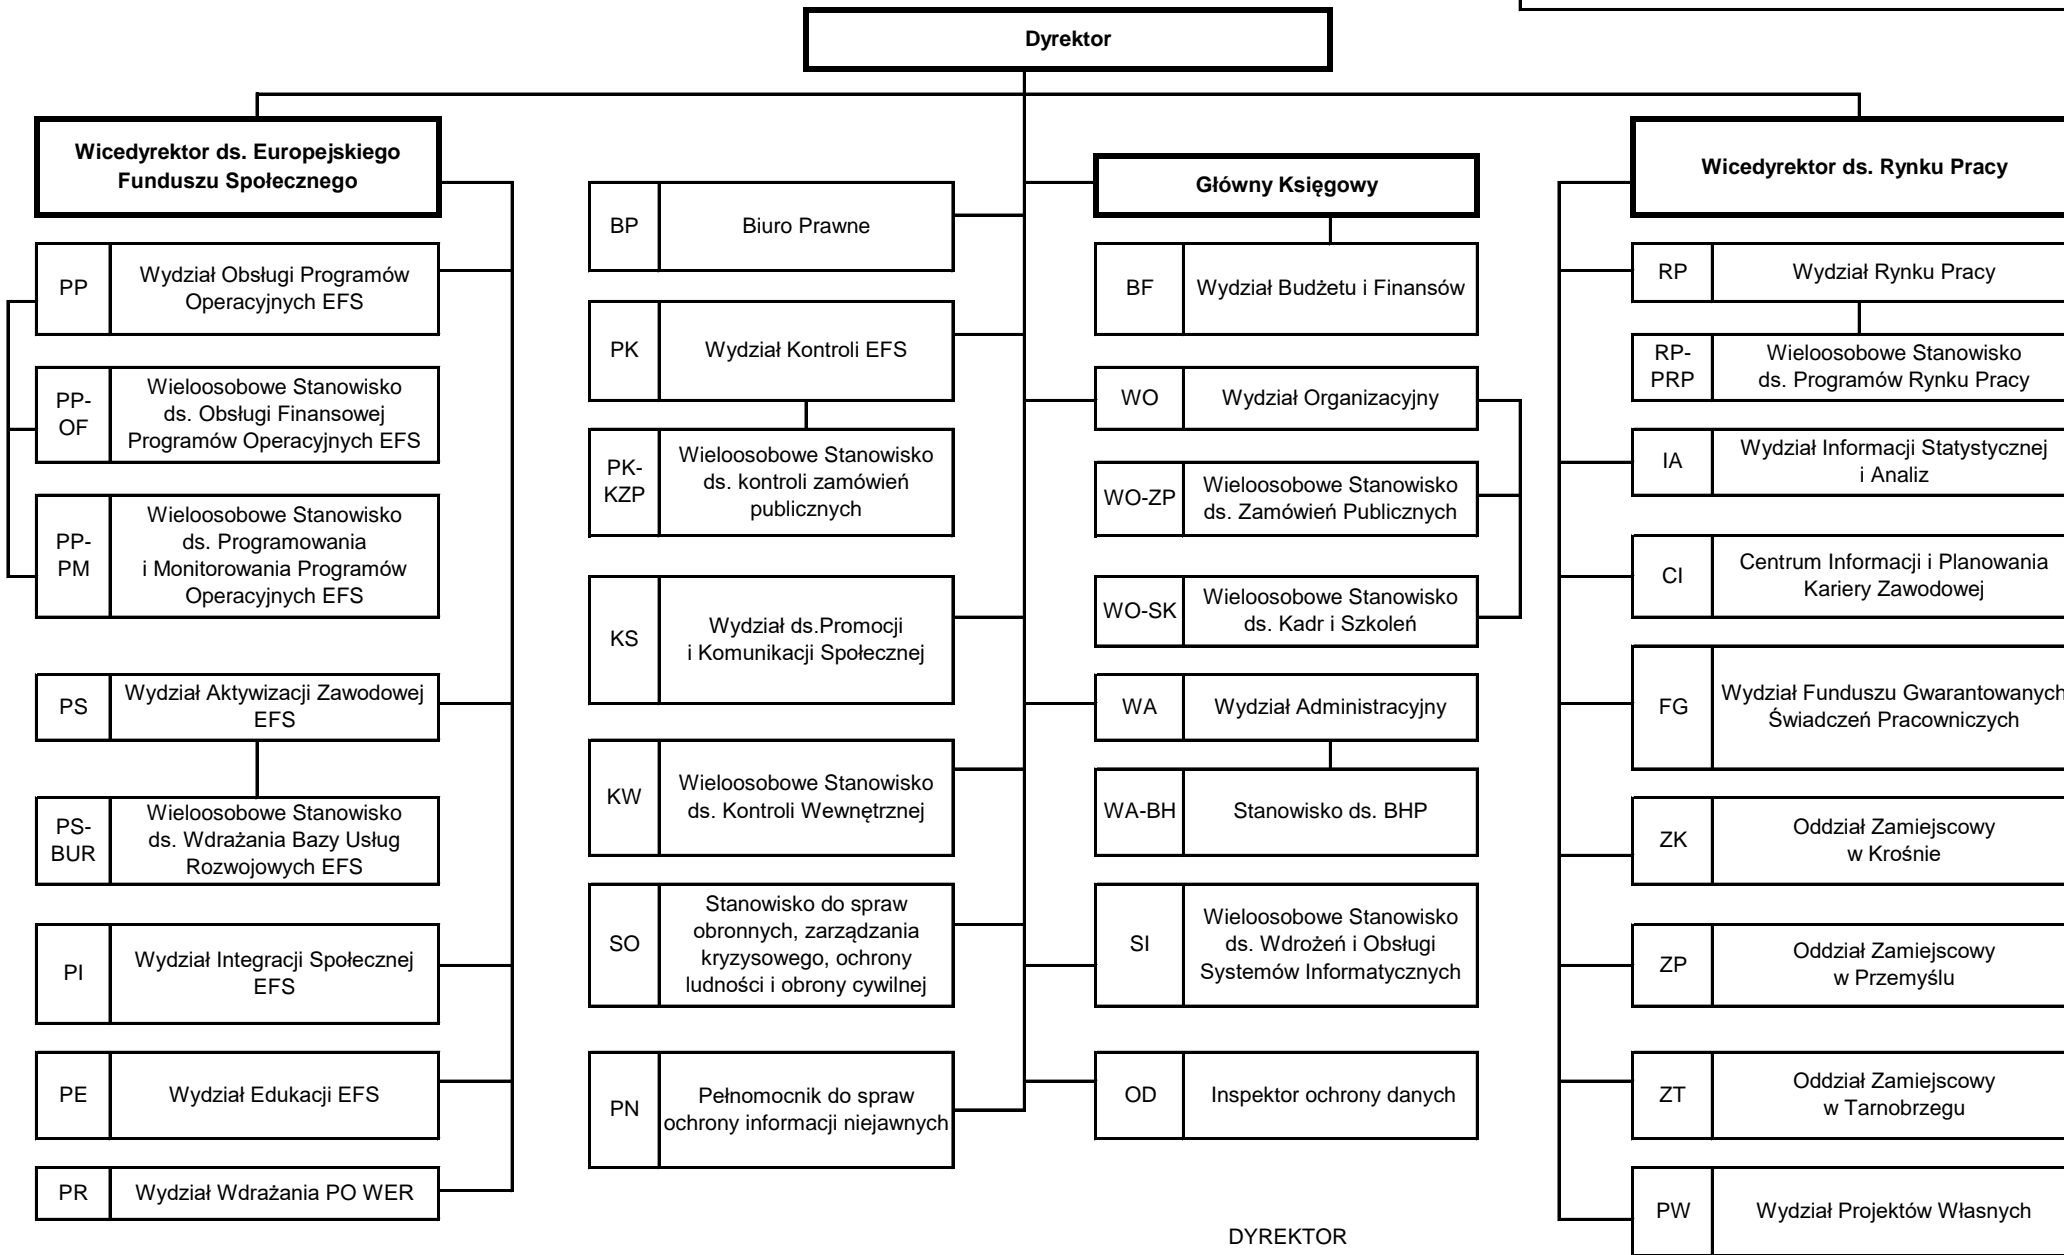 Dyrektor
Wicedyrektor ds. Europejskiego
Funduszu Społecznego
PP
Wydział Obsługi Programów
Operacyjnych EFS
PP-
OF
Wieloosobowe Stanowisko
ds. Obsługi Finansowej
Programów Operacyjnych EFS
PP-
PM
Wieloosobowe Stanowisko
ds. Programowania
i Monitorowania Programów
Operacyjnych EFS
PS
Wydział Aktywizacji Zawodowej
EFS
PS-
BUR
Wieloosobowe Stanowisko
ds. Wdrażania Bazy Usług
Rozwojowych EFS
PI
Wydział Integracji Społecznej
EFS
PE
Wydział Edukacji EFS
PR
Wydział Wdrażania PO WER
BP
Biuro Prawne
PK
Wydział Kontroli EFS
PK-
KZP
Wieloosobowe Stanowisko
ds. kontroli zamówień
publicznych
KS
Wydział ds.Promocji
i Komunikacji Społecznej
KW
Wieloosobowe Stanowisko
ds. Kontroli Wewnętrznej
SO
Stanowisko do spraw
obronnych, zarządzania
kryzysowego, ochrony
ludności i obrony cywilnej
PN
Pełnomocnik do spraw
ochrony informacji niejawnych
Główny Księgowy
BF
Wydział Budżetu i Finansów
WO
Wydział Organizacyjny
WO-ZP
Wieloosobowe Stanowisko
ds. Zamówień Publicznych
WO-SK
Wieloosobowe Stanowisko
ds. Kadr i Szkoleń
WA
Wydział Administracyjny
WA-BH
Stanowisko ds. BHP
SI
Wieloosobowe Stanowisko
ds. Wdrożeń i Obsługi
Systemów Informatycznych
OD
Inspektor ochrony danych
Wicedyrektor ds. Rynku Pracy
RP
Wydział Rynku Pracy
RP-
PRP
Wieloosobowe Stanowisko
ds. Programów Rynku Pracy
IA
Wydział Informacji Statystycznej
i Analiz
CI
Centrum Informacji i Planowania
Kariery Zawodowej
FG
Wydział Funduszu Gwarantowanych
Świadczeń Pracowniczych
ZK
Oddział Zamiejscowy
w Krośnie
ZP
Oddział Zamiejscowy
w Przemyślu
ZT
Oddział Zamiejscowy
w Tarnobrzegu
PW
Wydział Projektów Własnych
DYREKTOR